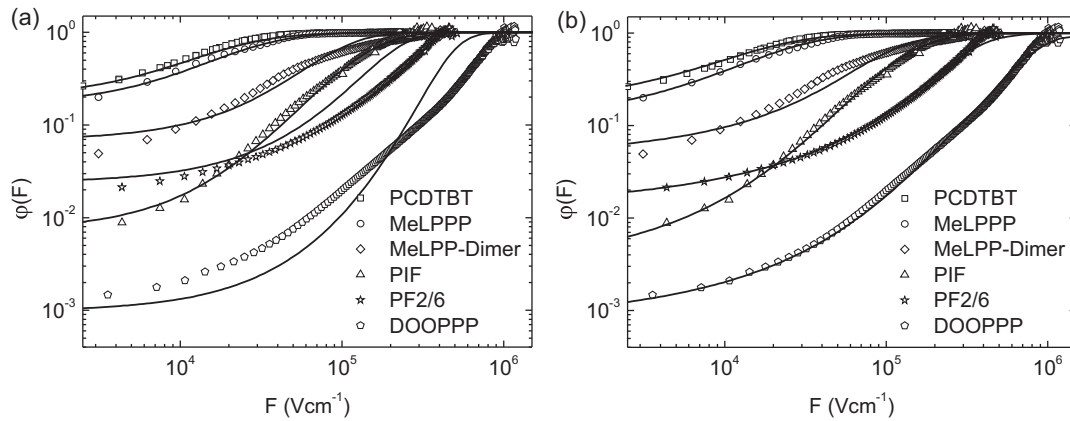 (a)
10⁰
10⁻¹
10⁻²
10⁻³
φ(F)
PCDTBT
MeLPPP
MeLPP-Dimer
PIF
PF2/6
DOOPPP
10⁴
10⁵
10⁶
F (Vcm⁻¹)
(b)
10⁰
10⁻¹
10⁻²
10⁻³
φ(F)
PCDTBT
MeLPPP
MeLPP-Dimer
PIF
PF2/6
DOOPPP
10⁴
10⁵
10⁶
F (Vcm⁻¹)